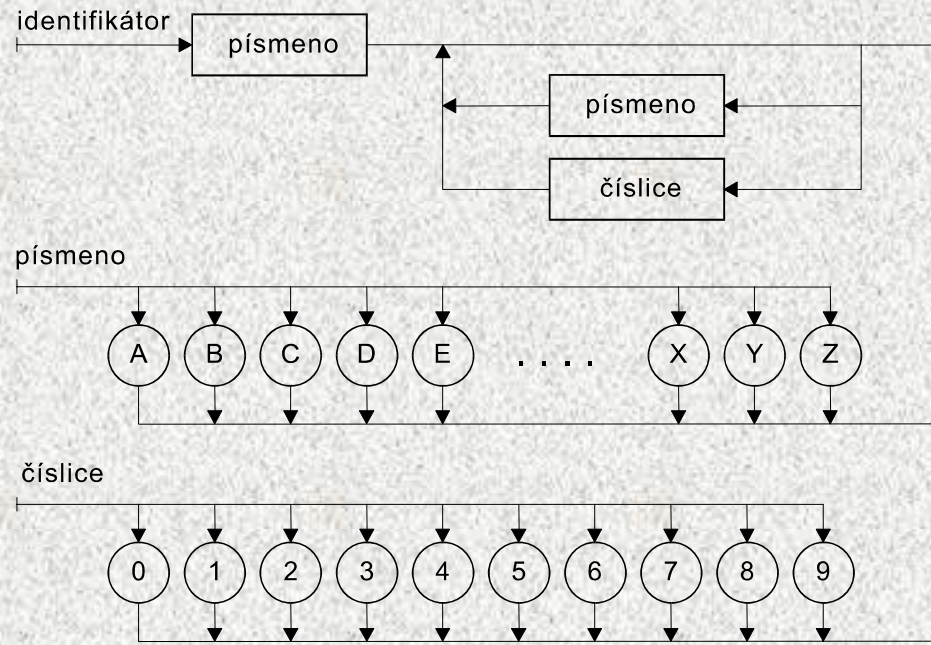 identifikátor
písmeno
písmeno
číslice
písmeno
A B C D E . . . . X Y Z
číslice
0 1 2 3 4 5 6 7 8 9